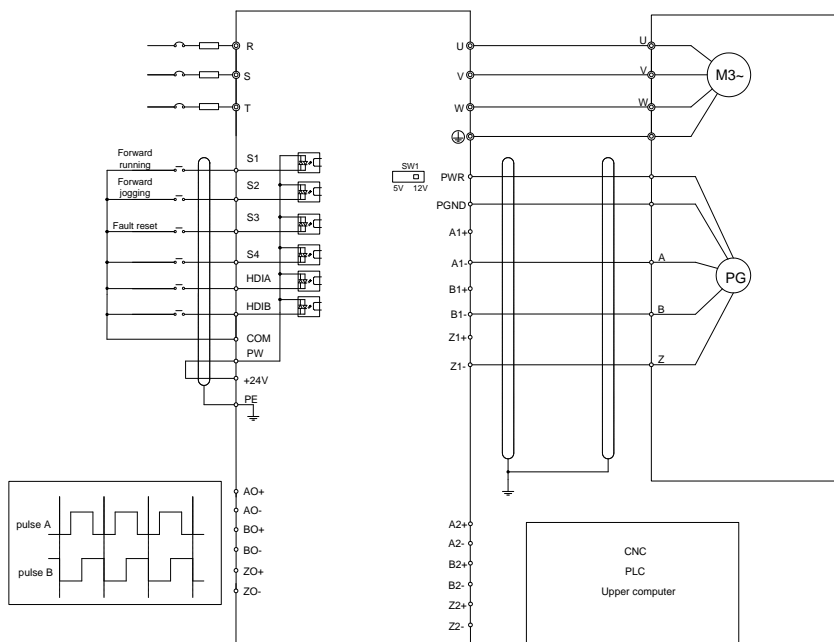 R
S
T
U
V
W
U
V
W
M3~
Forward
running
Forward
jogging
Fault reset
S1
S2
S3
S4
HDIA
HDIB
COM
PW
+24V
PE
SW1
5V 12V
PWR
PGND
A1+
A1-
B1+
B1-
Z1+
Z1-
A
B
Z
PG
pulse A
pulse B
AO+
AO-
BO+
BO-
ZO+
ZO-
A2+
A2-
B2+
B2-
Z2+
Z2-
CNC
PLC
Upper computer